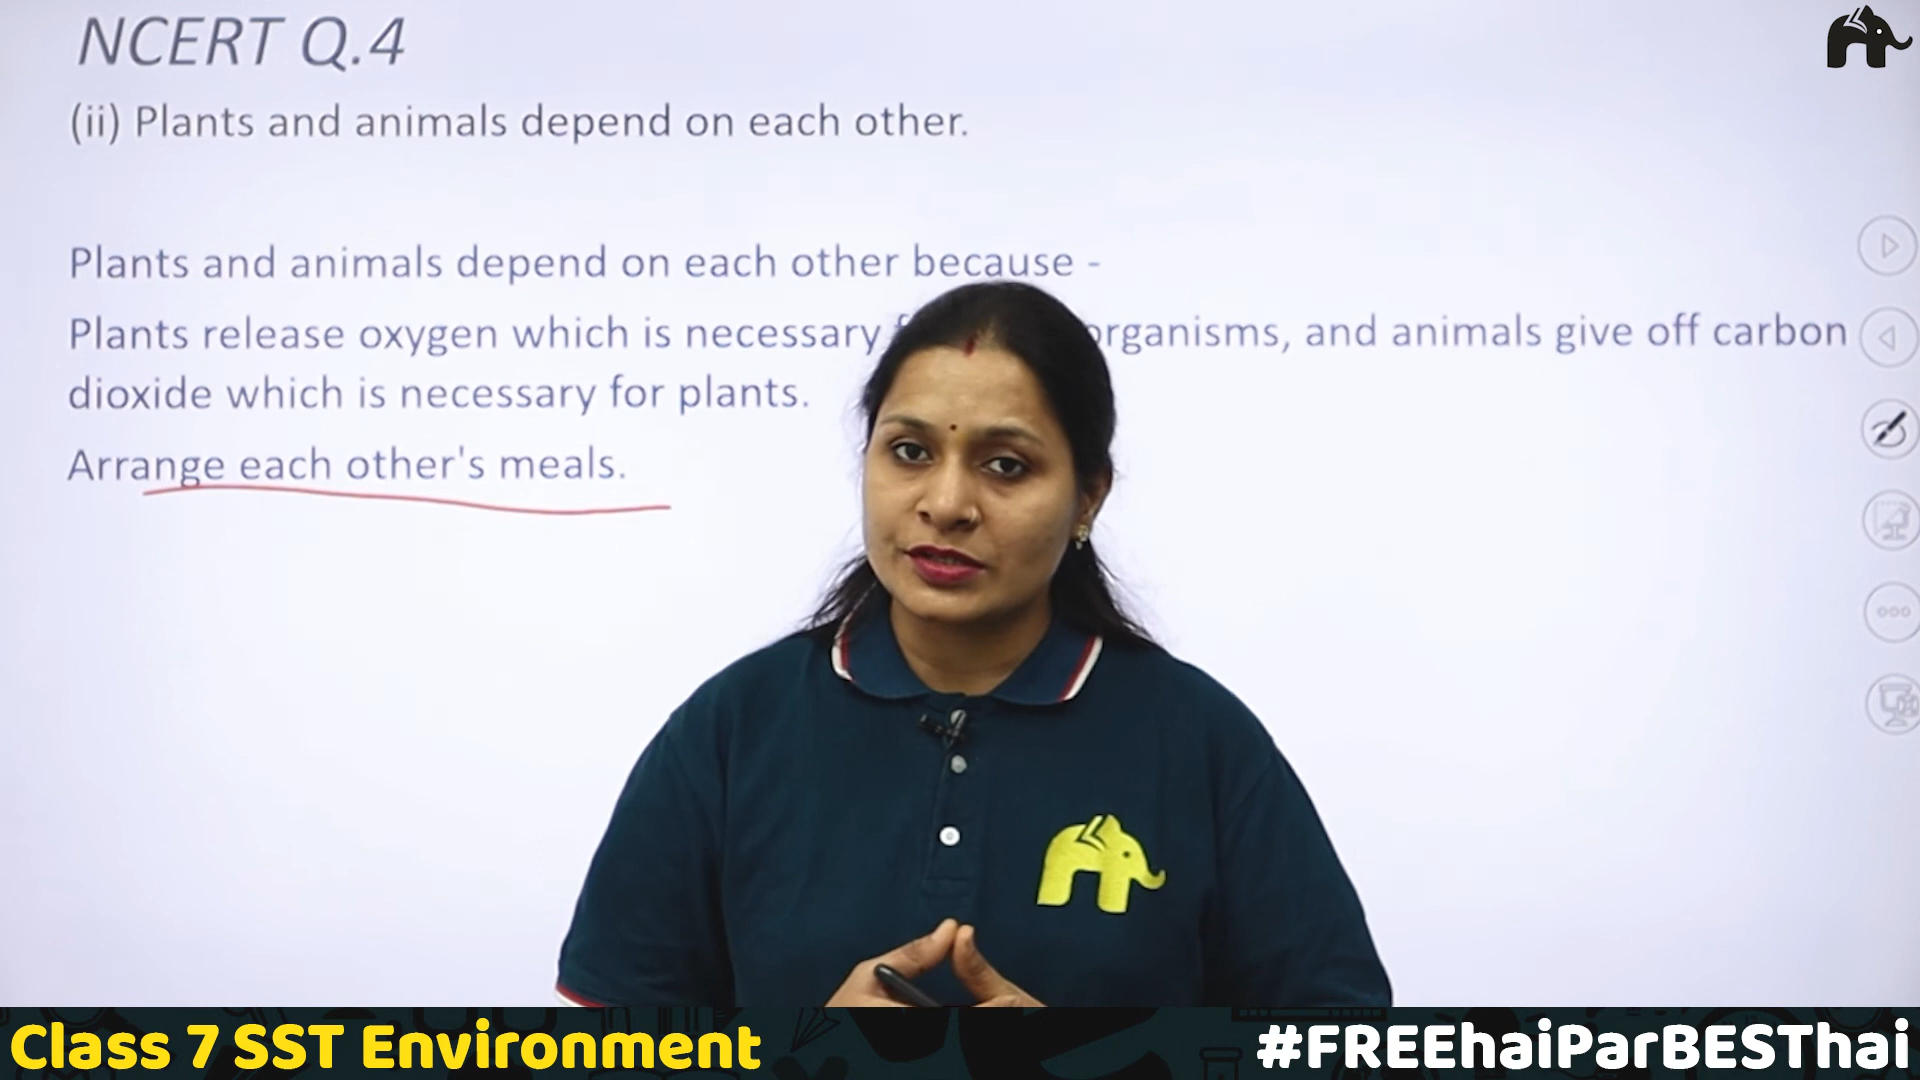 NCERT Q.4
(ii) Plants and animals depend on each other.
Plants and animals depend on each other because -
Plants release oxygen which is necessary organisms, and animals give off carbon
dioxide which is necessary for plants.
Arrange each other's meals.
Class 7 SST Environment
#FREEhaiParBESThai